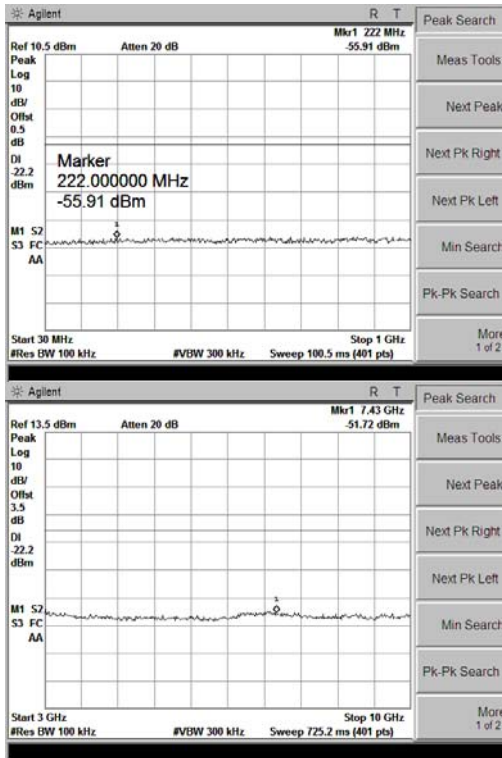 Agilent R T Peak Search
Mkr1 222 MHz
Ref 10.5 dBm Atten 20 dB -55.91 dBm
Peak
Log
10
dB/
Offst
0.5
dB
DI
-22.2
dBm
Marker
222.000000 MHz
-55.91 dBm
1
M1 S2
S3 FC
AA
Start 30 MHz Stop 1 GHz
#Res BW 100 kHz #VBW 300 kHz Sweep 100.5 ms (401 pts)
Meas Tools
Next Peak
Next Pk Right
Next Pk Left
Min Search
Pk-Pk Search
More
1 of 2
Agilent R T Peak Search
Mkr1 7.43 GHz
Ref 13.5 dBm Atten 20 dB -51.72 dBm
Peak
Log
10
dB/
Offst
3.5
dB
DI
-22.2
dBm
1
M1 S2
S3 FC
AA
Start 3 GHz Stop 10 GHz
#Res BW 100 kHz #VBW 300 kHz Sweep 725.2 ms (401 pts)
Meas Tools
Next Peak
Next Pk Right
Next Pk Left
Min Search
Pk-Pk Search
More
1 of 2